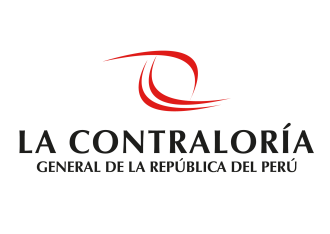 LA CONTRALORÍA
GENERAL DE LA REPÚBLICA DEL PERÚ